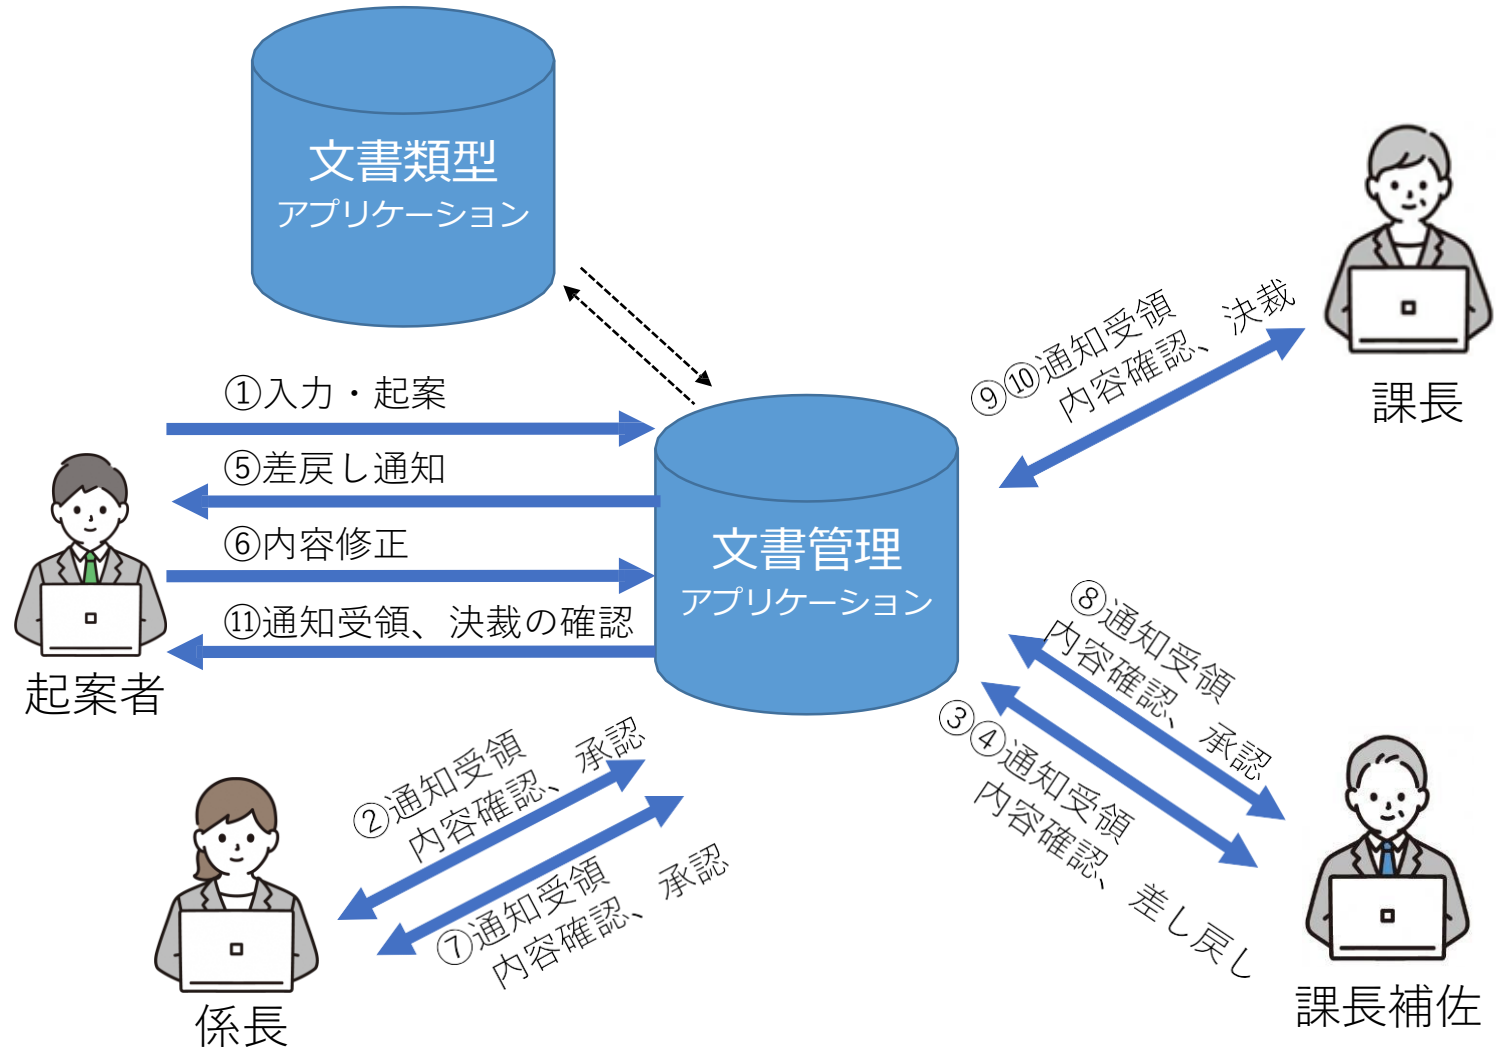 文書類型
アプリケーション
①入力・起案
⑤差戻し通知
⑥内容修正
⑪通知受領、決裁の確認
起案者
文書管理
アプリケーション
⑨⑩通知受領
内容確認、決裁
課長
⑧通知受領
内容確認、承認
③④通知受領
内容確認、差し戻し
課長補佐
②通知受領
内容確認、承認
⑦通知受領
内容確認、承認
係長